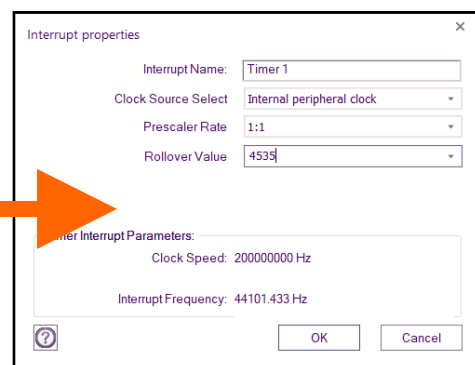 Interrupt properties
×
Interrupt Name: Timer 1
Clock Source Select Internal peripheral clock
Prescaler Rate 1:1
Rollover Value 4535
mer Interrupt Parameters:
Clock Speed: 200000000 Hz
Interrupt Frequency: 44101.433 Hz
? OK Cancel